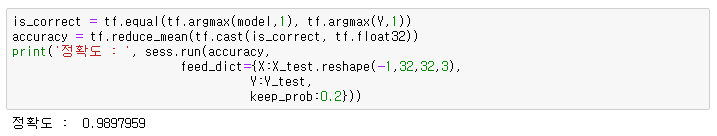 is_correct = tf.equal(tf.argmax(model,1), tf.argmax(Y,1))
accuracy = tf.reduce_mean(tf.cast(is_correct, tf.float32))
print('정확도 : ', sess.run(accuracy,
feed_dict={X:X_test.reshape(-1,32,32,3),
Y:Y_test,
keep_prob:0.2}))
정확도 :  0.9897959